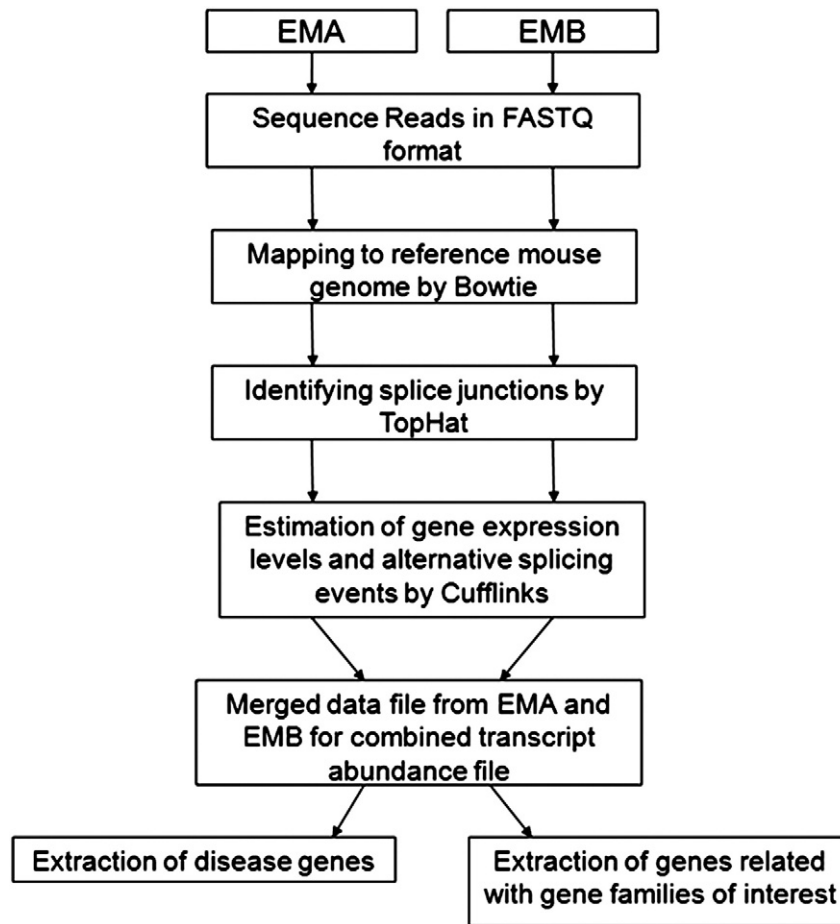 EMA
EMB
Sequence Reads in FASTQ
format
Mapping to reference mouse
genome by Bowtie
Identifying splice junctions by
TopHat
Estimation of gene expression
levels and alternative splicing
events by Cufflinks
Merged data file from EMA and
EMB for combined transcript
abundance file
Extraction of disease genes
Extraction of genes related
with gene families of interest